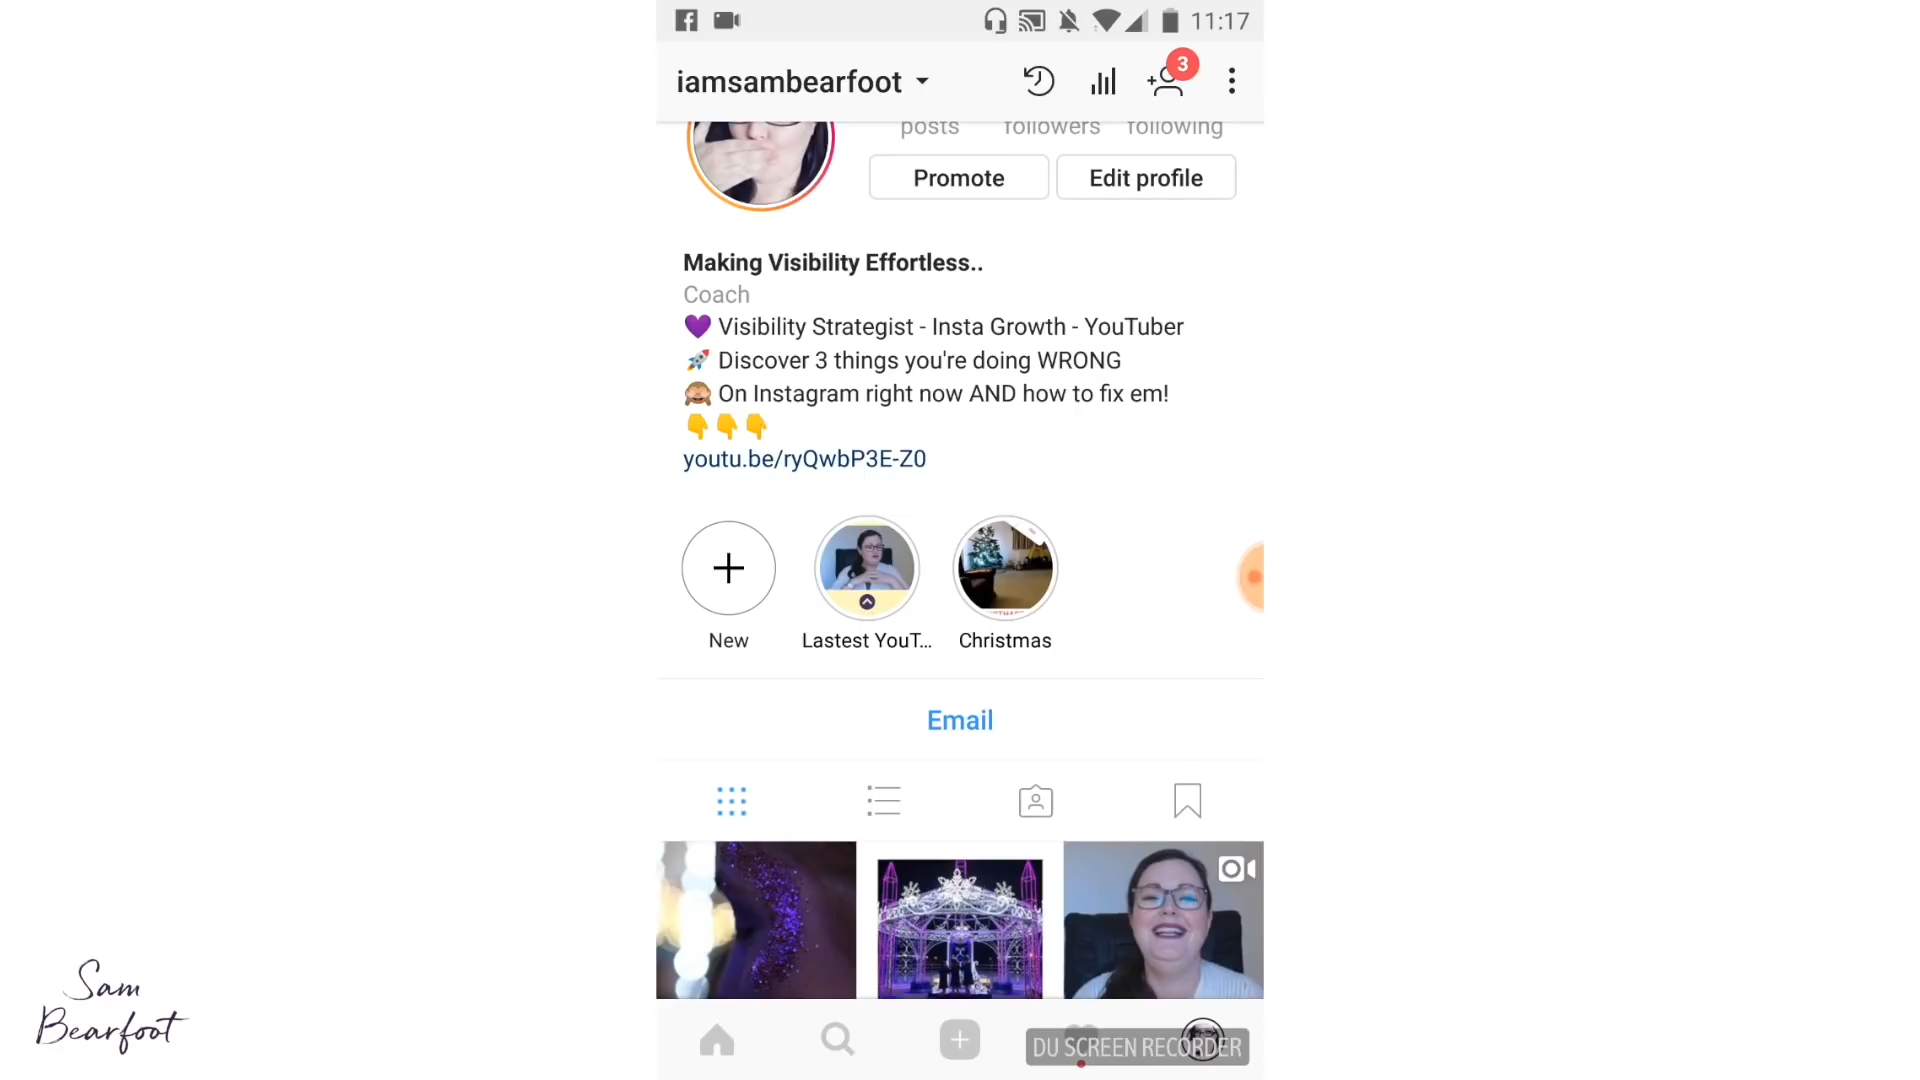 11:17
iamsambearfoot
3
posts followers following
Promote Edit profile
Making Visibility Effortless..
Coach
💜 Visibility Strategist - Insta Growth - YouTuber
🚀 Discover 3 things you're doing WRONG
🙈 On Instagram right now AND how to fix em!
👇👇👇
youtu.be/ryQwbP3E-Z0
New Lastest YouT... Christmas
Email
DU SCREEN RECORDER
Sam
Bearfoot